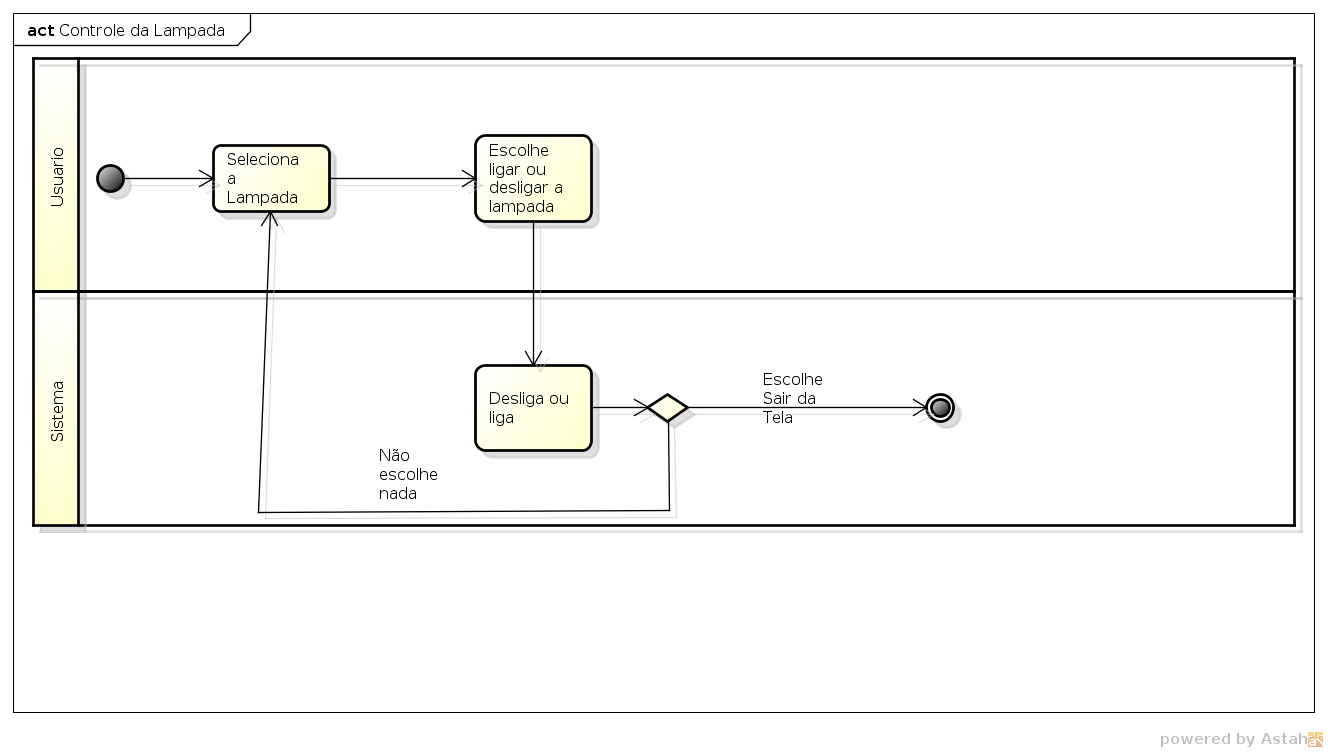 act Controle da Lampada
Usuario
Seleciona
a
Lampada
Escolhe
ligar ou
desligar a
lampada
Sistema
Desliga ou
liga
Escolhe
Sair da
Tela
Não
escolhe
nada
powered by Astah